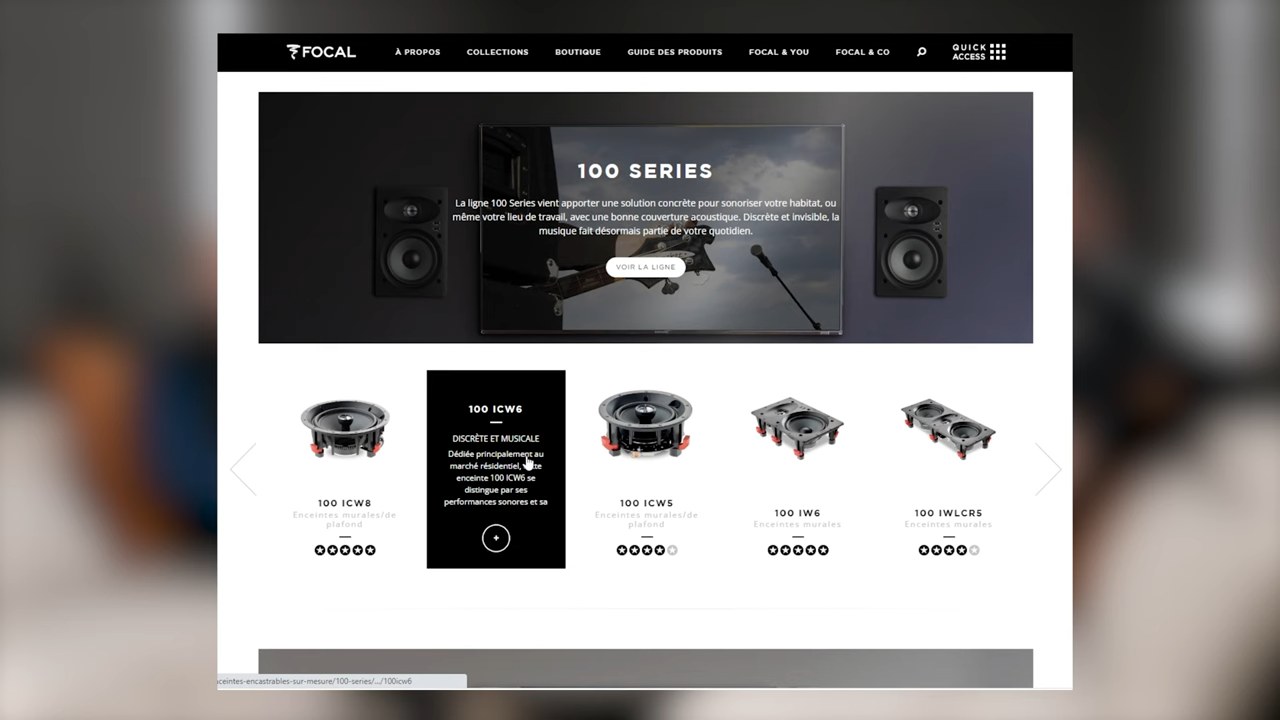 FOCAL
À PROPOS
COLLECTIONS
BOUTIQUE
GUIDE DES PRODUITS
FOCAL & YOU
FOCAL & CO
QUICK
ACCESS
100 SERIES
La ligne 100 Series vient apporter une solution concrète pour sonoriser votre habitat, ou
même votre lieu de travail, avec une bonne couverture acoustique. Discrète et invisible, la
musique fait désormais partie de votre quotidien.
VOIR LA LIGNE
100 ICW8
Enceintes murales/de
plafond
100 ICW6
DISCRÈTE ET MUSICALE
Dédiée principalement au
marché résidentiel,
enceinte 100 ICW6 se
distingue par ses
performances sonores et sa
+
100 ICW5
Enceintes murales/de
plafond
100 IW6
Enceintes murales
100 IWLCR5
Enceintes murales
nceintes-encastrables-sur-mesure/100-series/.../100icw6